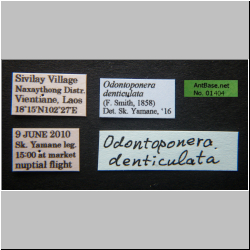 Sivilay Village
Naxaythong Distr.
Vientiane, Laos
18°15'N102°27'E
Odontoponera
denticulata
(F. Smith, 1858)
Det. Sk. Yamane, '16
AntBase.net
No. 01404
9 JUNE 2010
Sk. Yamane leg.
15:00 at market
nuptial flight
Odontoponera
denticulata